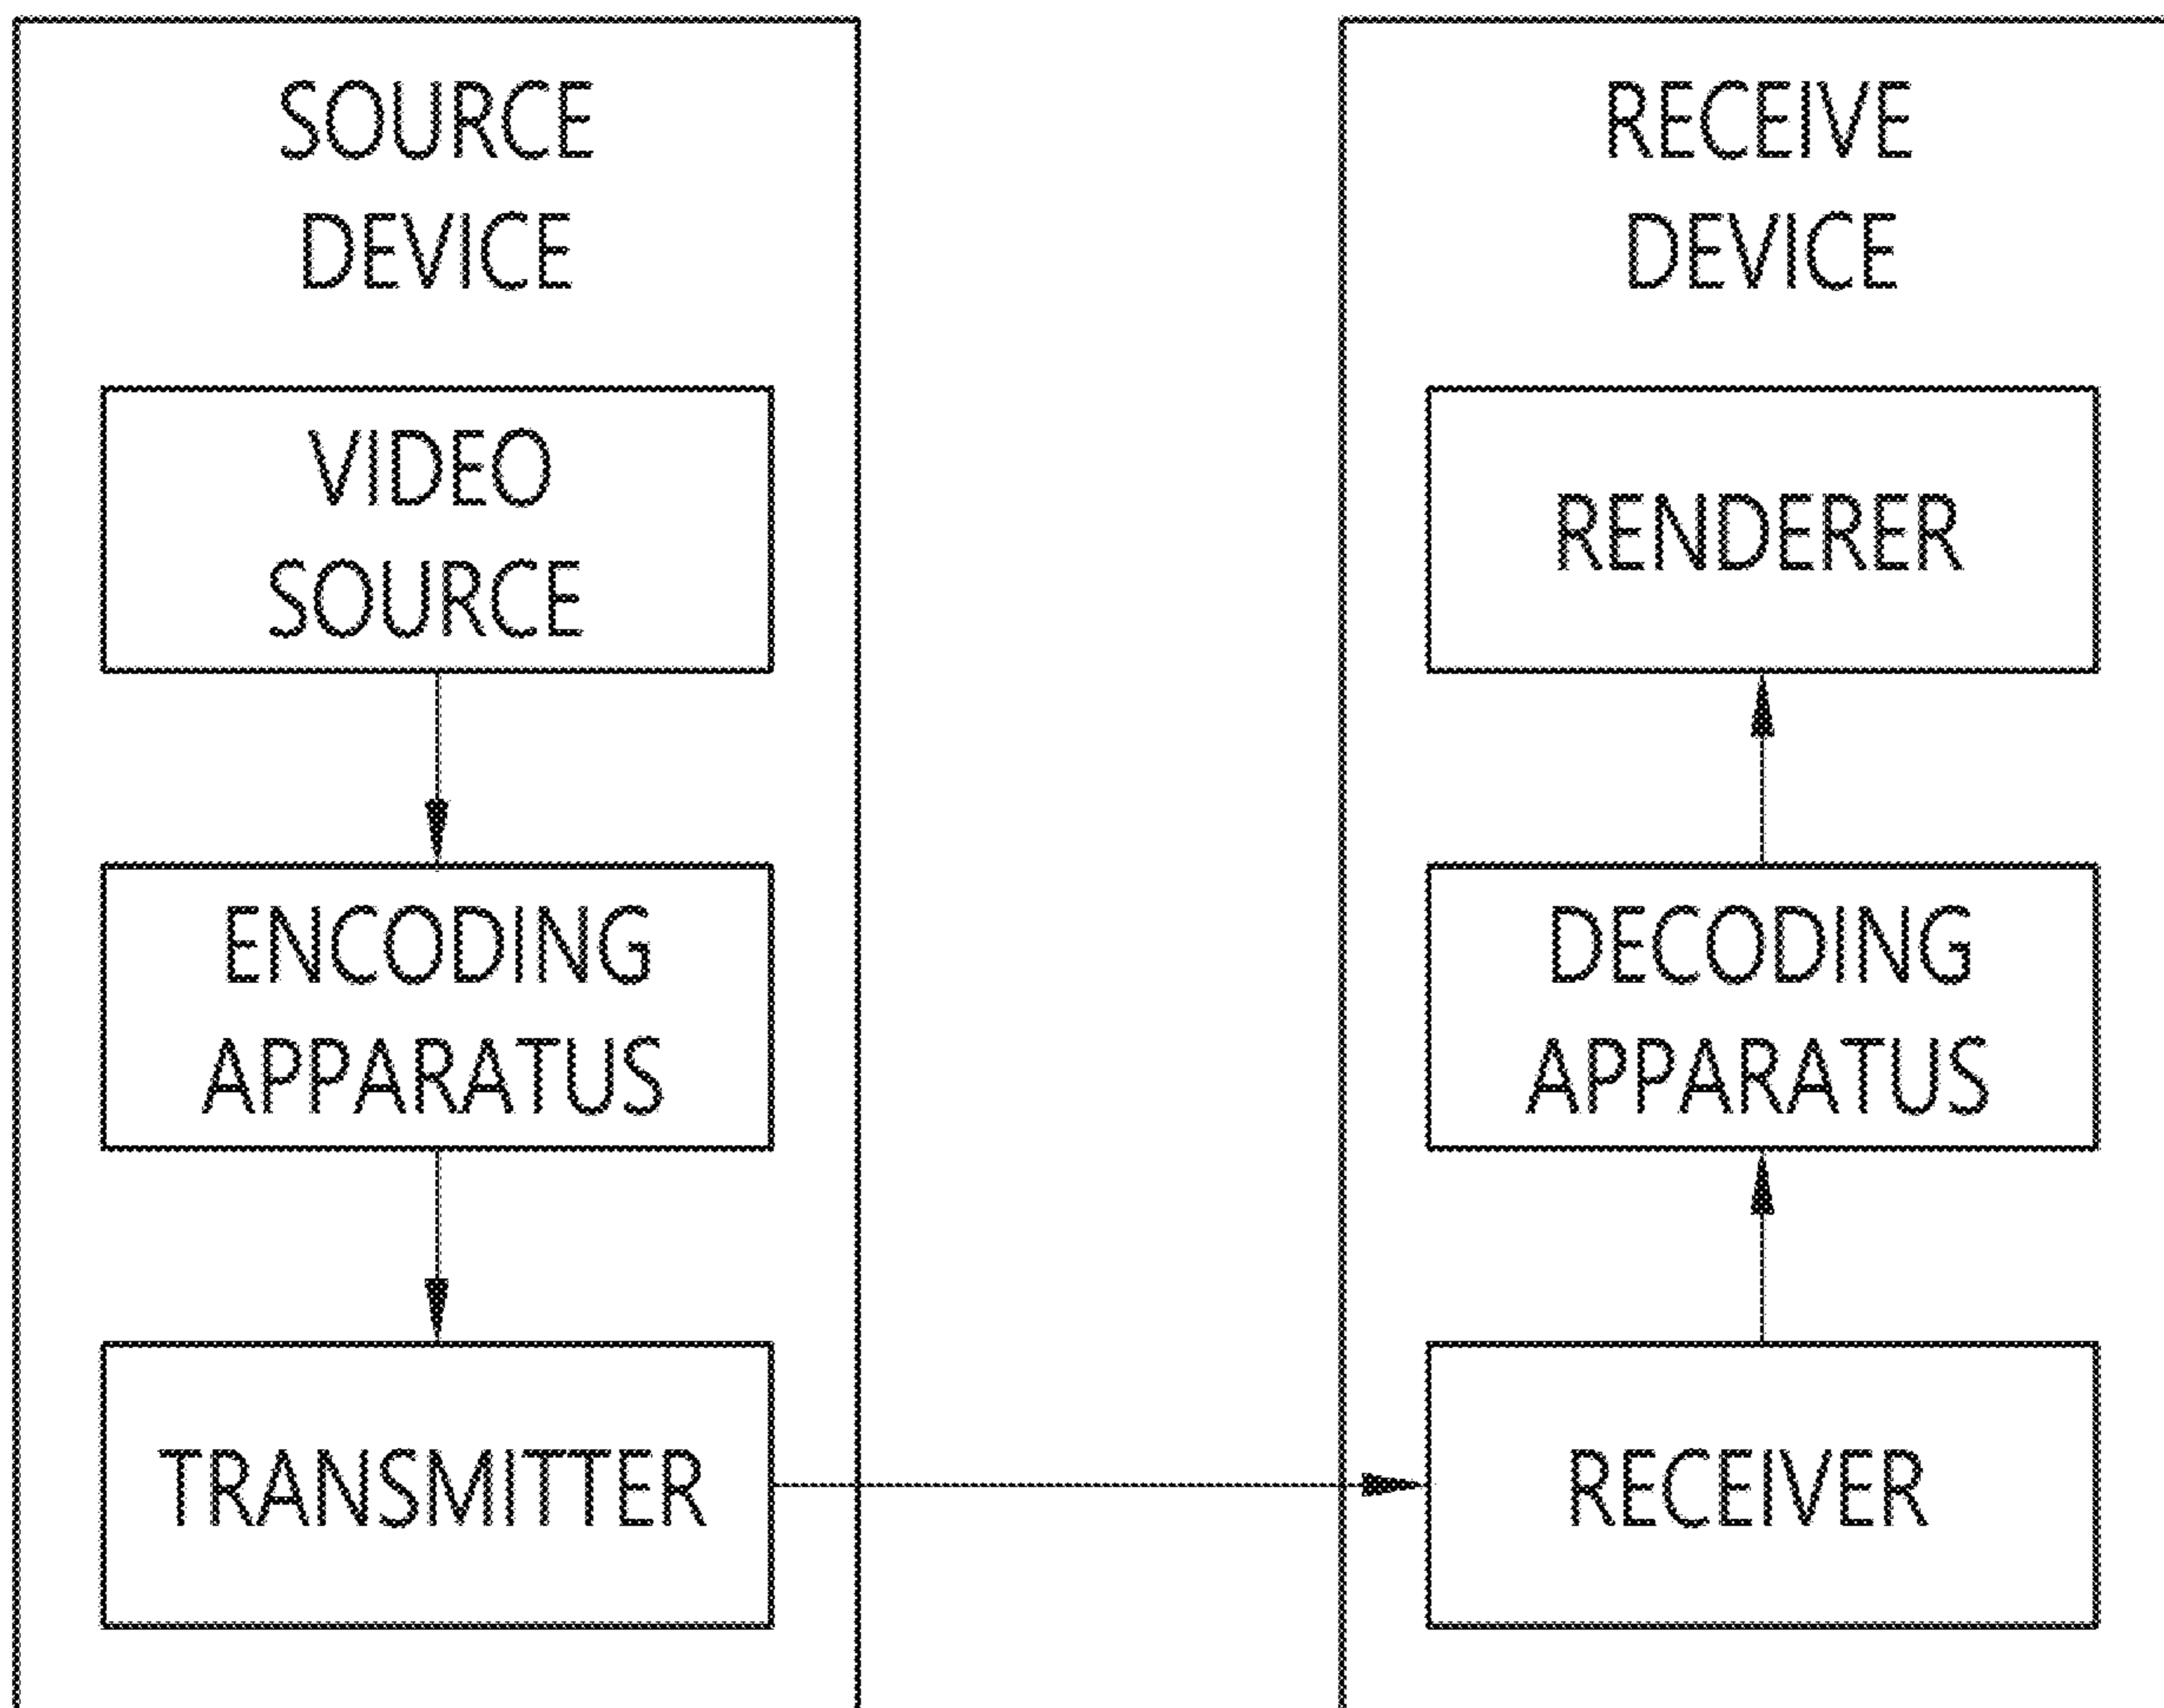 SOURCE
DEVICE
VIDEO
SOURCE
ENCODING
APPARATUS
TRANSMITTER
RECEIVE
DEVICE
RENDERER
DECODING
APPARATUS
RECEIVER